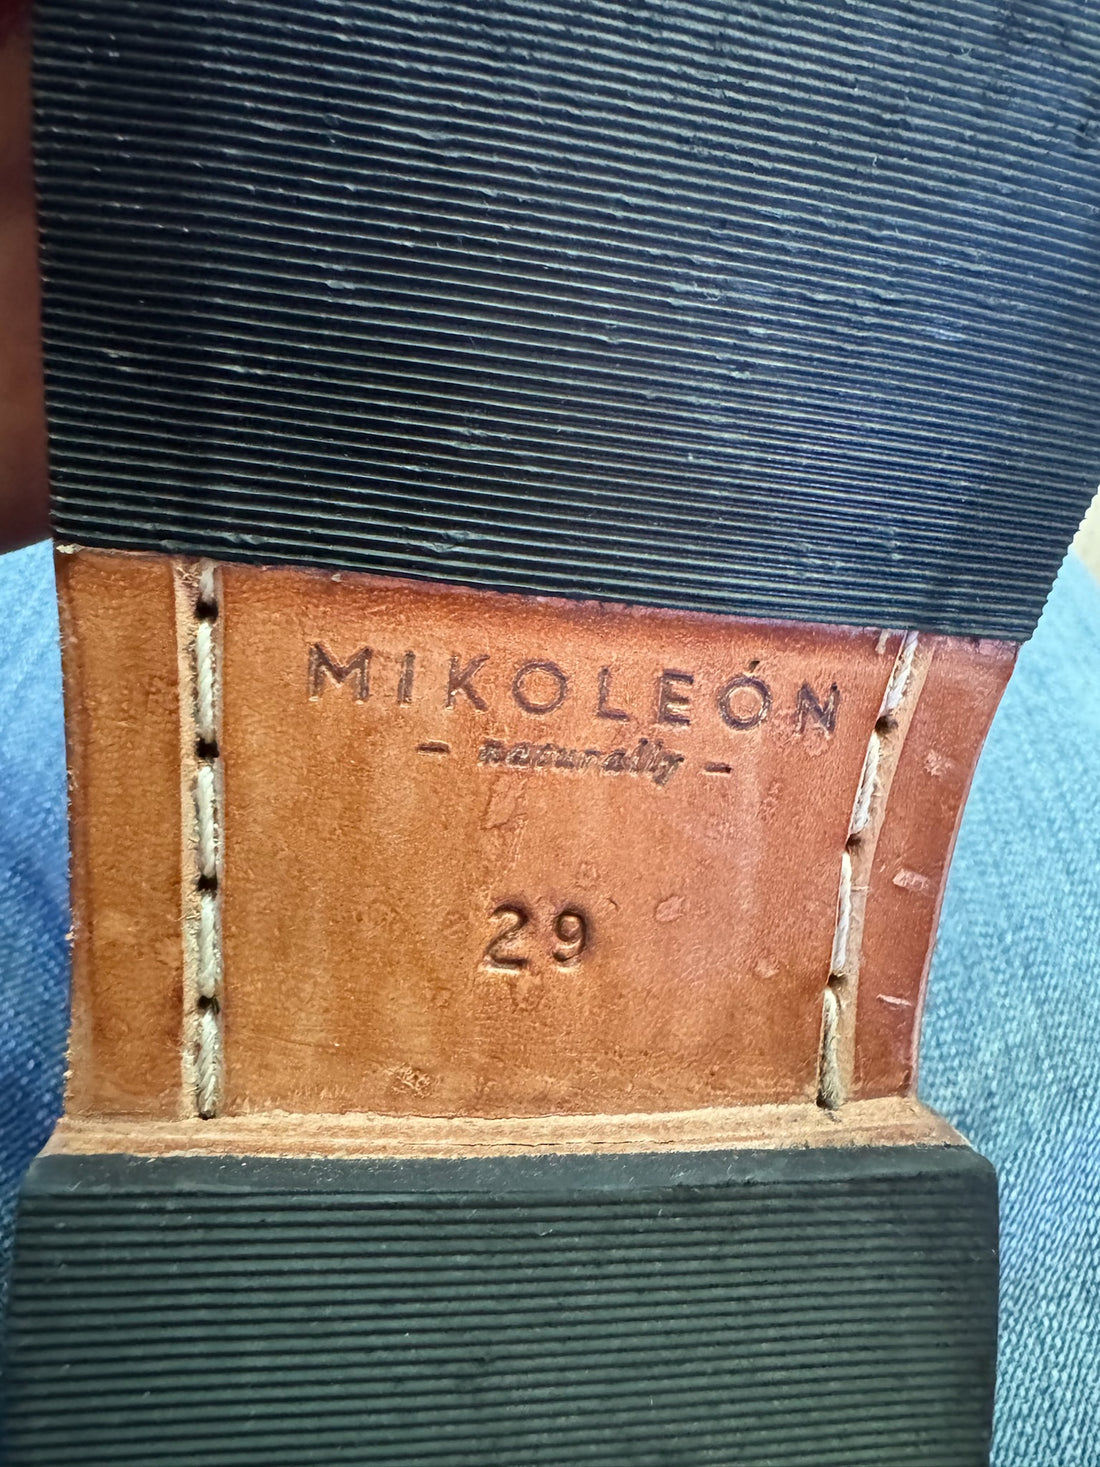 MIKOLEÓN
- naturally -
29